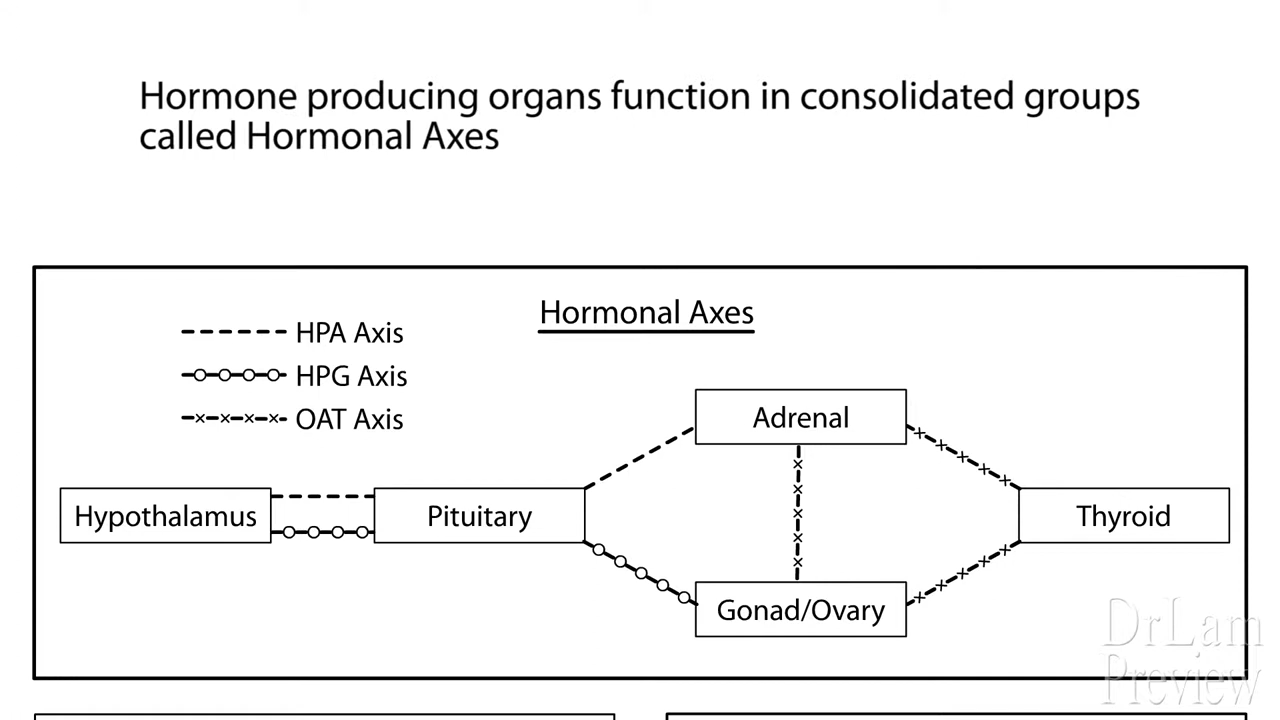 Hormone producing organs function in consolidated groups
called Hormonal Axes
Hormonal Axes
HPA Axis
HPG Axis
OAT Axis
Adrenal
Hypothalamus
Pituitary
Thyroid
Gonad/Ovary
DrLam
Preview